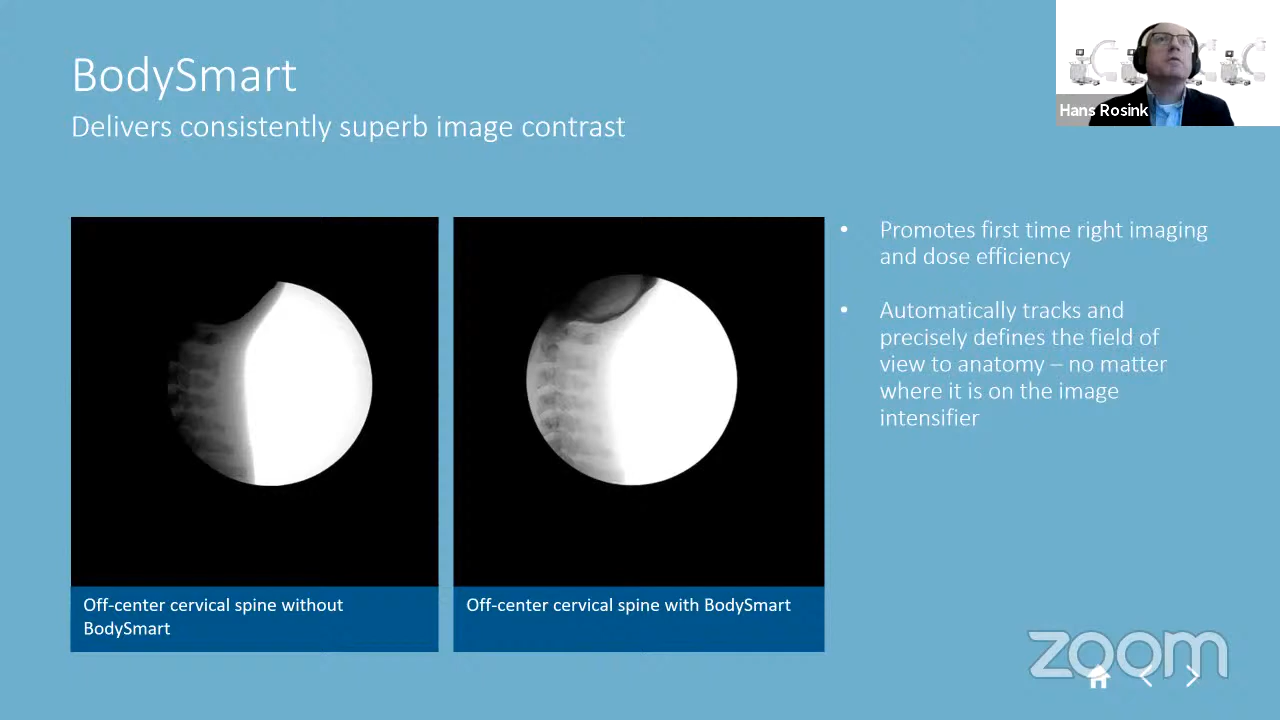 BodySmart
Delivers consistently superb image contrast
Hans Rosink
• Promotes first time right imaging
and dose efficiency
• Automatically tracks and
precisely defines the field of
view to anatomy – no matter
where it is on the image
intensifier
Off-center cervical spine without
BodySmart
Off-center cervical spine with BodySmart
zoom